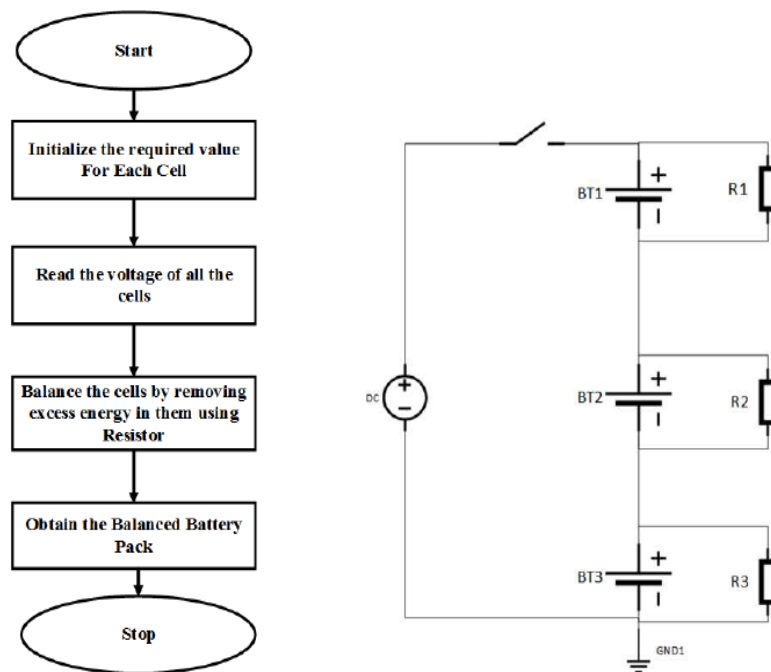 Start
Initialize the required value
For Each Cell
Read the voltage of all the
cells
Balance the cells by removing
excess energy in them using
Resistor
Obtain the Balanced Battery
Pack
Stop
BT1
+
R1
DC
+
BT2
+
R2
BT3
+
R3
GND1